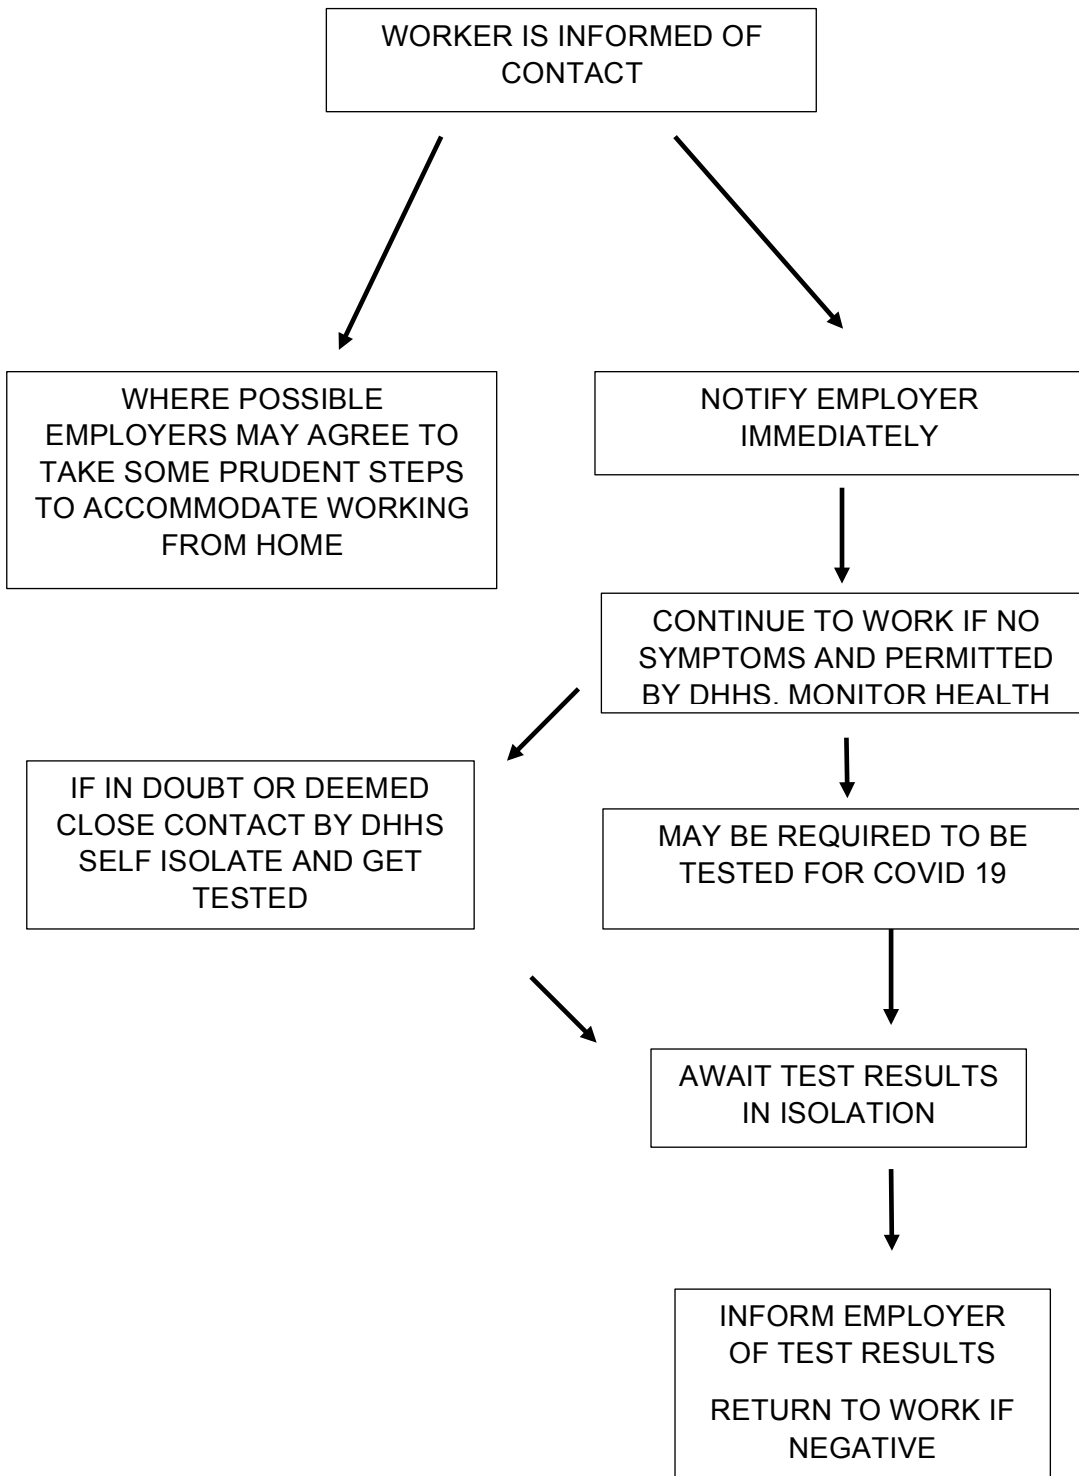 WORKER IS INFORMED OF
CONTACT
WHERE POSSIBLE
EMPLOYERS MAY AGREE TO
TAKE SOME PRUDENT STEPS
TO ACCOMMODATE WORKING
FROM HOME
NOTIFY EMPLOYER
IMMEDIATELY
CONTINUE TO WORK IF NO
SYMPTOMS AND PERMITTED
BY DHHS. MONITOR HEALTH
IF IN DOUBT OR DEEMED
CLOSE CONTACT BY DHHS
SELF ISOLATE AND GET
TESTED
MAY BE REQUIRED TO BE
TESTED FOR COVID 19
AWAIT TEST RESULTS
IN ISOLATION
INFORM EMPLOYER
OF TEST RESULTS
RETURN TO WORK IF
NEGATIVE